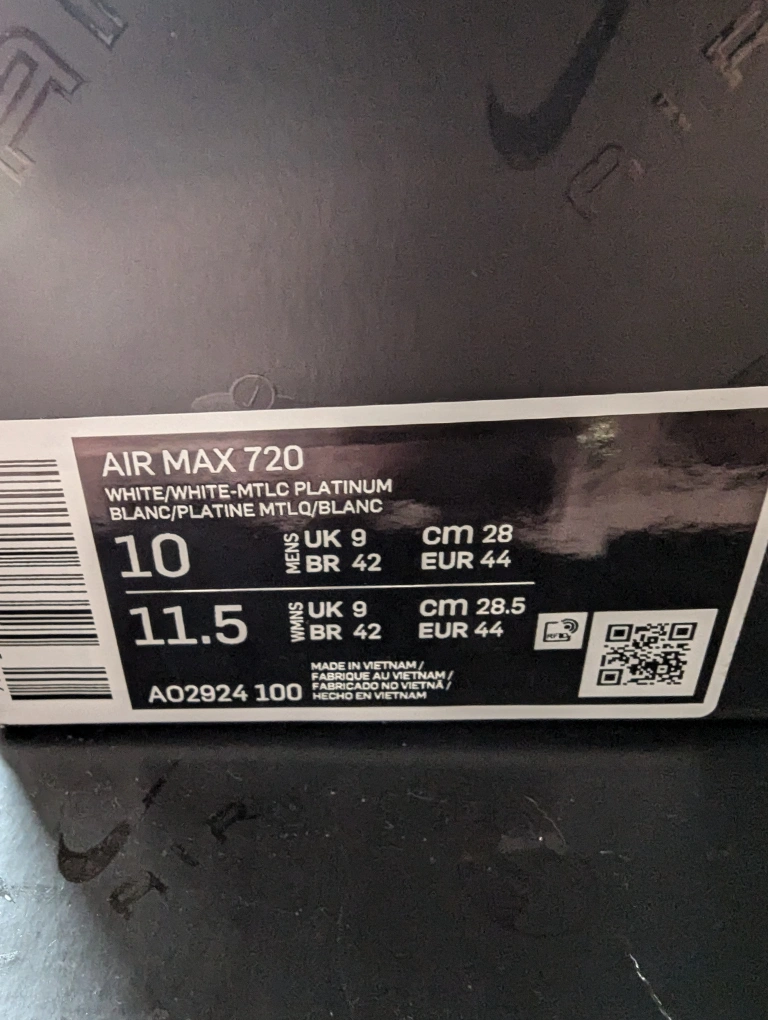 AIR
AIR MAX 720
WHITE/WHITE-MTLC PLATINUM
BLANC/PLATINE MTLQ/BLANC
10 MENS UK 9 cm 28
BR 42 EUR 44
11.5 WMNS UK 9 cm 28.5
BR 42 EUR 44
AO2924 100
MADE IN VIETNAM /
FABRIQUE AU VIETNAM /
FABRICADO NO VIETNÃ /
HECHO EN VIETNAM
AIR